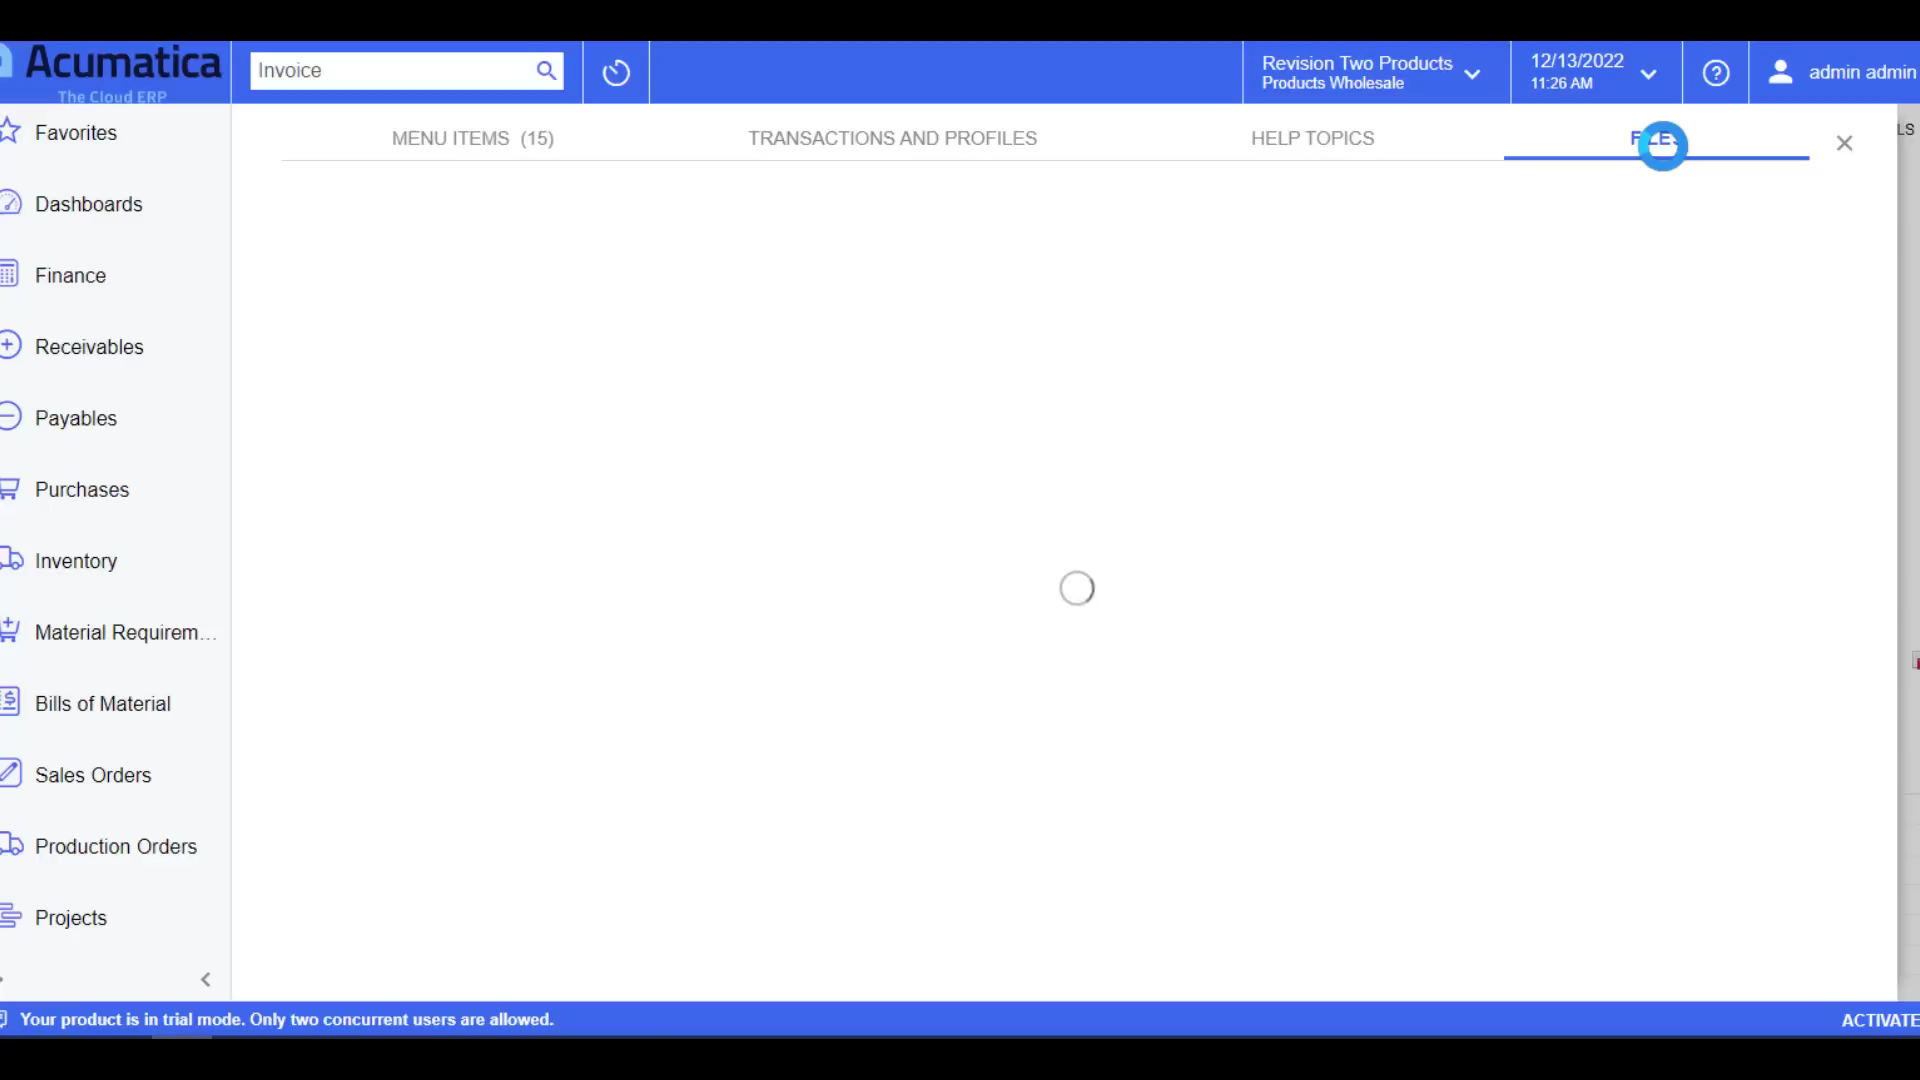 Acumatica
The Cloud ERP
Invoice
Revision Two Products
Products Wholesale
12/13/2022
11:26 AM
admin admin
Favorites
Dashboards
Finance
Receivables
Payables
Purchases
Inventory
Material Requirem...
Bills of Material
Sales Orders
Production Orders
Projects
MENU ITEMS (15)
TRANSACTIONS AND PROFILES
HELP TOPICS
FILES
LS
Your product is in trial mode. Only two concurrent users are allowed.
ACTIVATE